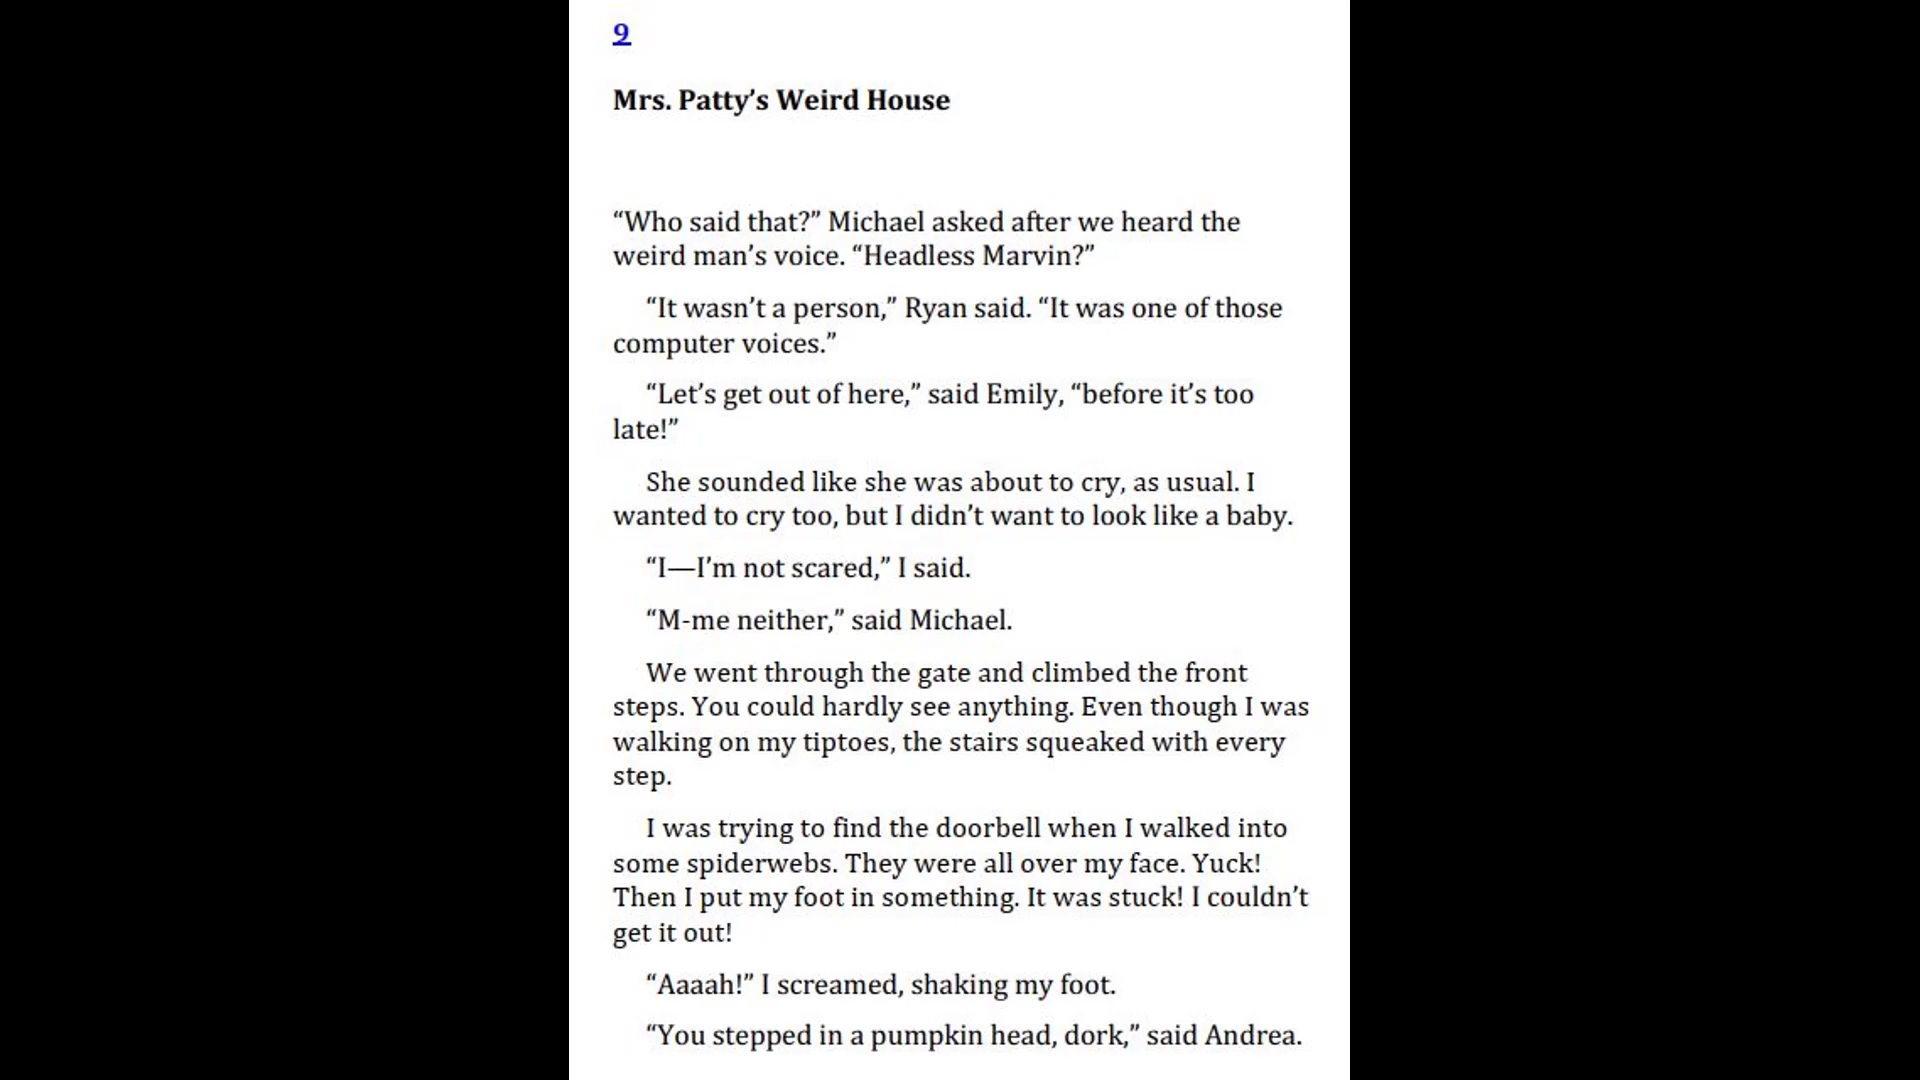 9
Mrs. Patty’s Weird House
“Who said that?” Michael asked after we heard the
weird man’s voice. “Headless Marvin?”
“It wasn’t a person,” Ryan said. “It was one of those
computer voices.”
“Let’s get out of here,” said Emily, “before it’s too
late!”
She sounded like she was about to cry, as usual. I
wanted to cry too, but I didn’t want to look like a baby.
“I—I’m not scared,” I said.
“M-me neither,” said Michael.
We went through the gate and climbed the front
steps. You could hardly see anything. Even though I was
walking on my tiptoes, the stairs squeaked with every
step.
I was trying to find the doorbell when I walked into
some spiderwebs. They were all over my face. Yuck!
Then I put my foot in something. It was stuck! I couldn’t
get it out!
“Aaaah!” I screamed, shaking my foot.
“You stepped in a pumpkin head, dork,” said Andrea.